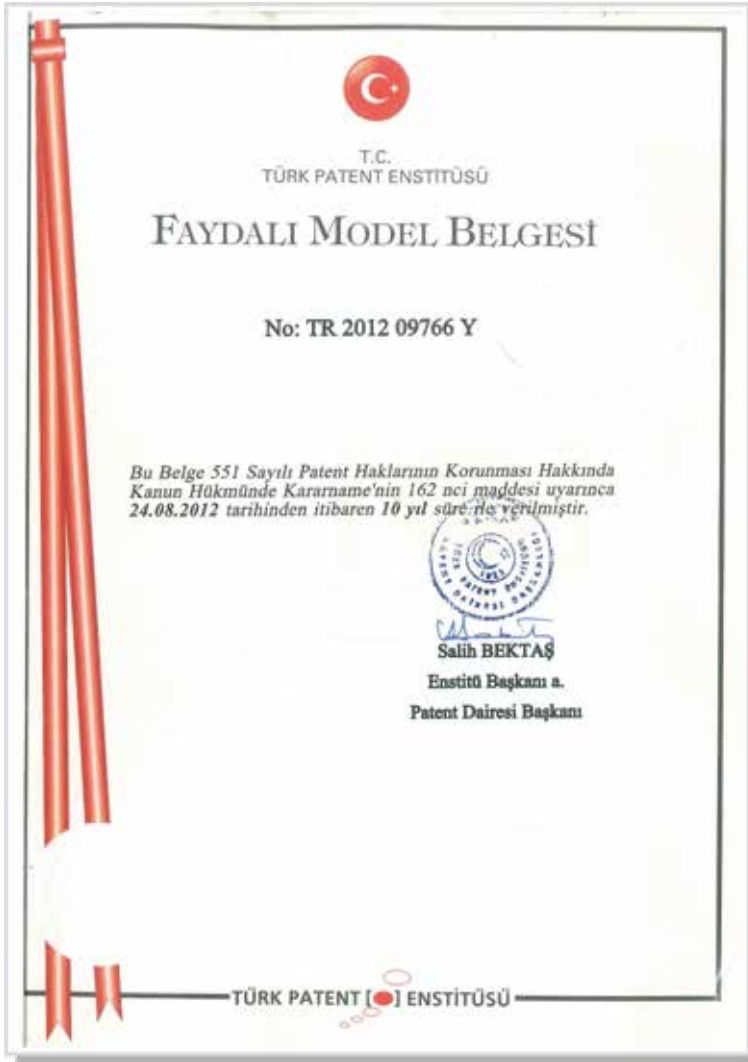 T.C.
TÜRK PATENT ENSTİTÜSÜ
FAYDALI MODEL BELGESİ
No: TR 2012 09766 Y
Bu Belge 551 Sayılı Patent Haklarının Korunması Hakkında
Kanun Hükmünde Kararname'nin 162 nci maddesi uyarınca
24.08.2012 tarihinden itibaren 10 yıl süre ile verilmiştir.
Salih BEKTAŞ
Enstitü Başkanı a.
Patent Dairesi Başkanı
TÜRK PATENT [ ] ENSTİTÜSÜ